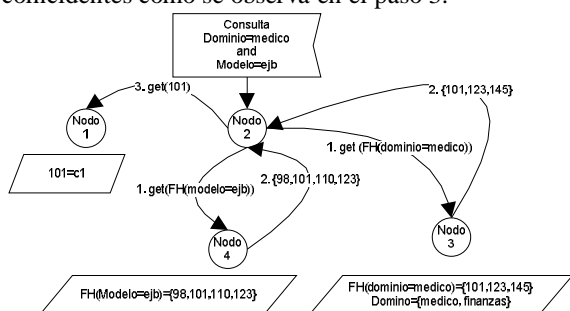 coincidentes como se observa en el paso 3.
Consulta
Dominio=medico
and
Modelo=ejb
3. get(101)
2. {101,123,145}
Nodo
1
Nodo
2
1. get (FH(dominio=medico))
101=c1
1. get(FH(modelo=ejb))
2. {98,101,110,123}
Nodo
4
Nodo
3
FH(Modelo=ejb)={98,101,110,123}
FH(dominio=medico)={101,123,145}
Domino={medico, finanzas}